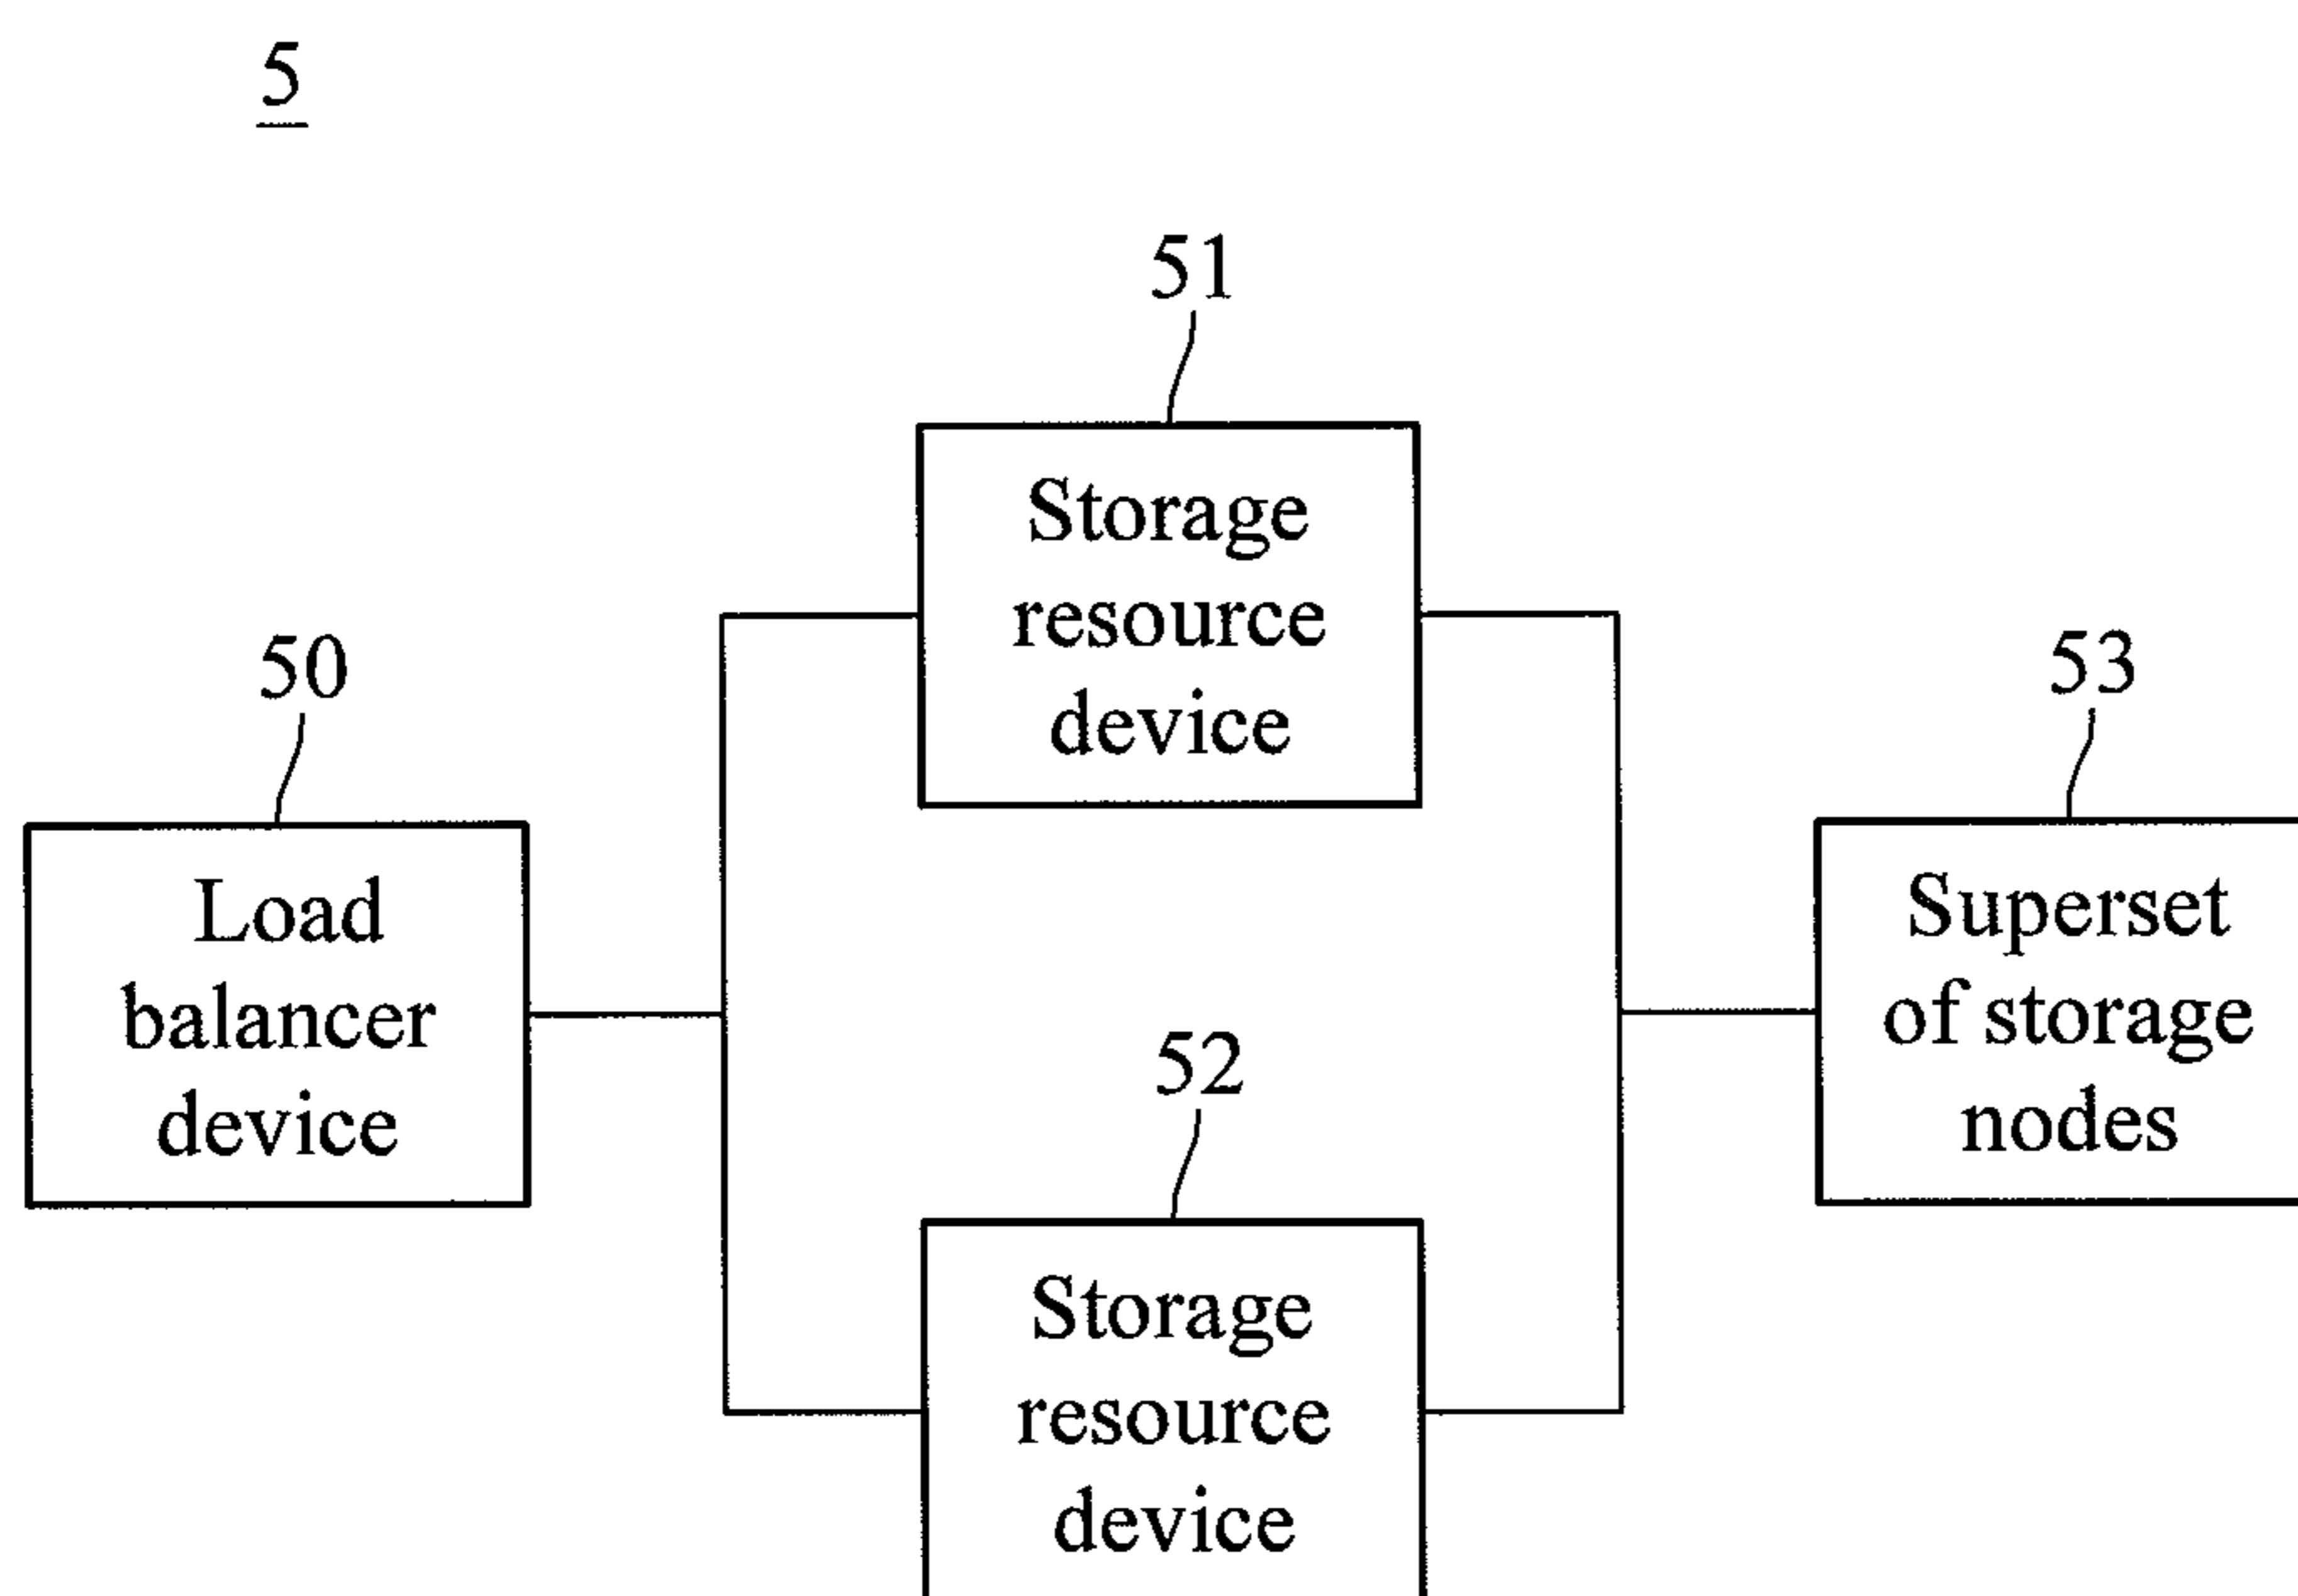 5
51
Storage
resource
device
50
Load
balancer
device
53
Superset
of storage
nodes
52
Storage
resource
device